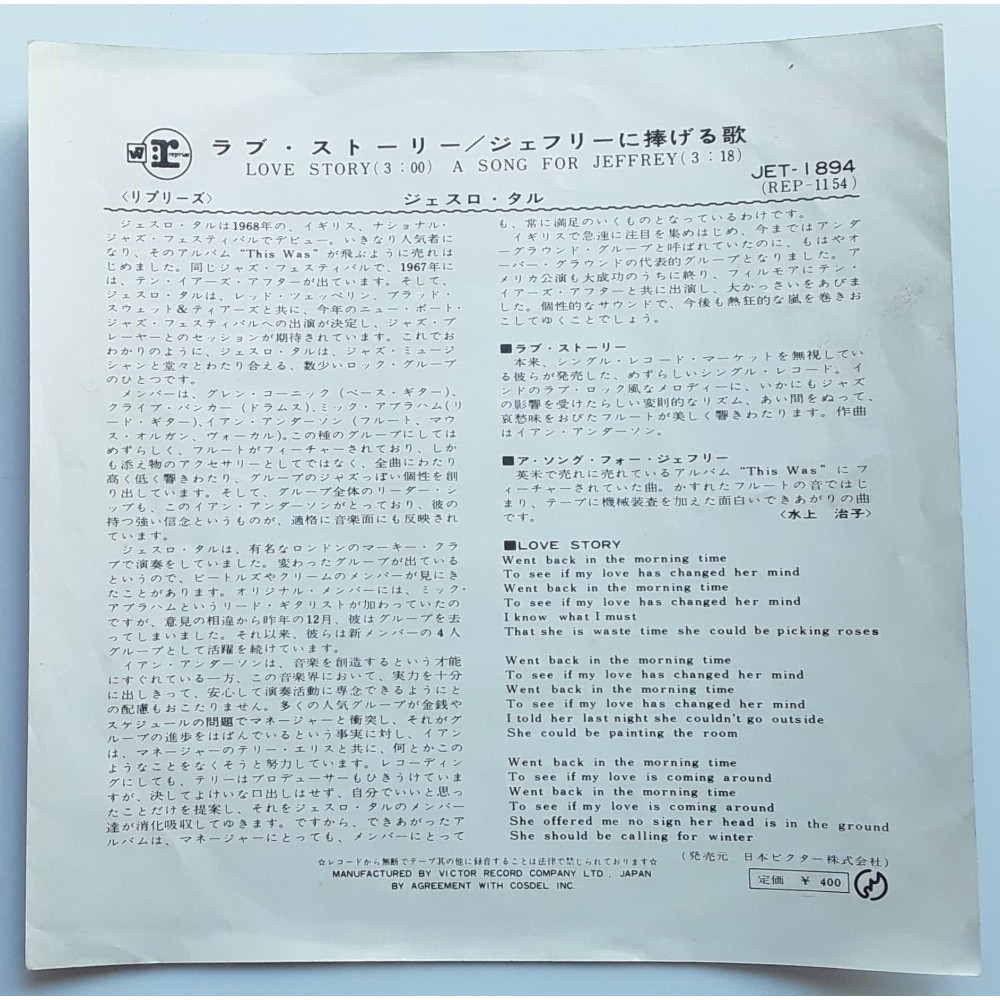 W r reprise
ラブ・ストーリー/ジェフリーに捧げる歌
LOVE STORY(3:00) A SONG FOR JEFFREY(3:18)
JET-1894
(REP-1154)
〈リプリーズ〉
ジェスロ・タル
ジェスロ・タルは1968年の、イギリス、ナショナル・
ジャズ・フェスティバルでデビュー。いきなり人気者に
なり、そのアルバム“This Was”が飛ぶように売れは
じめました。同じジャズ・フェスティバルで、1967年に
は、テン・イアーズ・アフターが出ています。そして、
ジェスロ・タルは、レッド・ツェッペリン、ブラッド・
スウェット&ティアーズと共に、今年のニュー・ポート・
ジャズ・フェスティバルへの出演が決定し、ジャズ・プ
レーヤーとのセッションが期待されています。これでお
わかりのように、ジェスロ・タルは、ジャズ・ミュージ
シャンと堂々とわたり合える、数少いロック・グループ
のひとつです。
メンバーは、グレン・コーニック(ベース・ギター)、
クライブ・バンカー(ドラムス)、ミック・アブラハム(リ
ード・ギター)、イアン・アンダーソン(フルート、マウ
ス・オルガン、ヴォーカル)。この種のグループにしては
めずらしく、フルートがフィーチャーされており、しか
も添え物のアクセサリーとしてではなく、全曲にわたり
高く低く響きわたり、グループのジャズっぽい個性を創
り出しています。そして、グループ全体のリーダー・シ
ップも、このイアン・アンダーソンがとっており、彼の
持つ強い信念というものが、適格に音楽面にも反映され
ています。
ジェスロ・タルは、有名なロンドンのマーキー・クラ
ブで演奏をしていました。変わったグループが出ている
というので、ビートルズやクリームのメンバーが見にき
たことがあります。オリジナル・メンバーには、ミック・
アブラハムというリード・ギタリストが加わっていたの
ですが、意見の相違から昨年の12月、彼はグループを去
ってしまいました。それ以来、彼らは新メンバーの4人
グループとして活躍を続けています。
イアン・アンダーソンは、音楽を創造するという才能
にすぐれている一方、この音楽界において、実力を十分
に出しきって、安心して演奏活動に専念できるようにと
の配慮もおこたりません。多くの人気グループが金銭や
スケジュールの問題でマネージャーと衝突し、それがグ
ループの進歩をはばんでいるという事実に対し、イアン
は、マネージャーのテリー・エリスと共に、何とかこの
ようなことをなくそうと努力しています。レコーディン
グにしても、テリーはプロデューサーもひきうけていま
すが、決してよけいな口出しはせず、自分でいいと思っ
たことだけを提案し、それをジェスロ・タルのメンバー
達が消化吸収してゆきます。ですから、できあがったア
ルバムは、マネージャーにとっても、メンバーにとって
も、常に満足のいくものとなっているわけです。
イギリスで急速に注目を集めはじめ、今まではアンダ
ーグラウンド・グループと呼ばれていたのに、もはやオ
ーバー・グラウンドの代表的グループとなりました。ア
メリカ公演も大成功のうちに終り、フィルモアにテン・
イアーズ・アフターと共に出演し、大かっさいをあびま
した。個性的なサウンドで、今後も熱狂的な嵐を巻きお
こしてゆくことでしょう。
■ラブ・ストーリー
本来、シングル・レコード・マーケットを無視してい
る彼らが発売した、めずらしいシングル・レコード。イ
ンドのラブ・ロック風なメロディーに、いかにもジャズ
の影響を受けたらしい変則的なリズム、あい間をぬって、
哀愁味をおびたフルートが美しく響きわたります。作曲
はイアン・アンダーソン。
■ア・ソング・フォー・ジェフリー
英米で売れに売れているアルバム“This Was”にフ
ィーチャーされていた曲。かすれたフルートの音ではじ
まり、テープに機械装査を加えた面白いできあがりの曲
です。
〈水上 治子〉
■LOVE STORY
Went back in the morning time
To see if my love has changed her mind
Went back in the morning time
To see if my love has changed her mind
I know what I must
That she is waste time she could be picking roses
Went back in the morning time
To see if my love has changed her mind
Went back in the morning time
To see if my love has changed her mind
I told her last night she couldn't go outside
She could be painting the room
Went back in the morning time
To see if my love is coming around
Went back in the morning time
To see if my love is coming around
She offered me no sign her head is in the ground
She should be calling for winter
☆レコードから無断でテープ其の他に録音することは法律で禁じられております☆
(発売元 日本ビクター株式会社)
MANUFACTURED BY VICTOR RECORD COMPANY LTD., JAPAN
BY AGREEMENT WITH COSDEL INC.
定価 ¥ 400